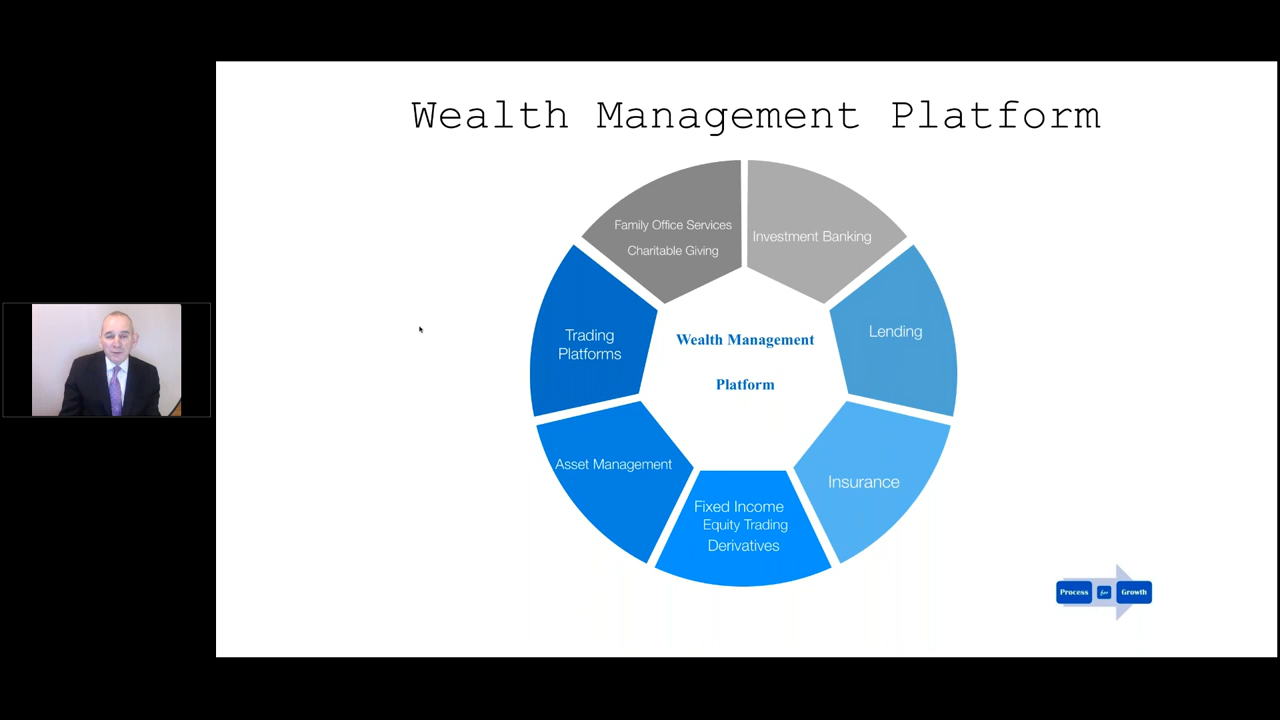 Wealth Management Platform
Family Office Services
Charitable Giving
Investment Banking
Trading
Platforms
Wealth Management
Platform
Lending
Asset Management
Insurance
Fixed Income
Equity Trading
Derivatives
Process for Growth